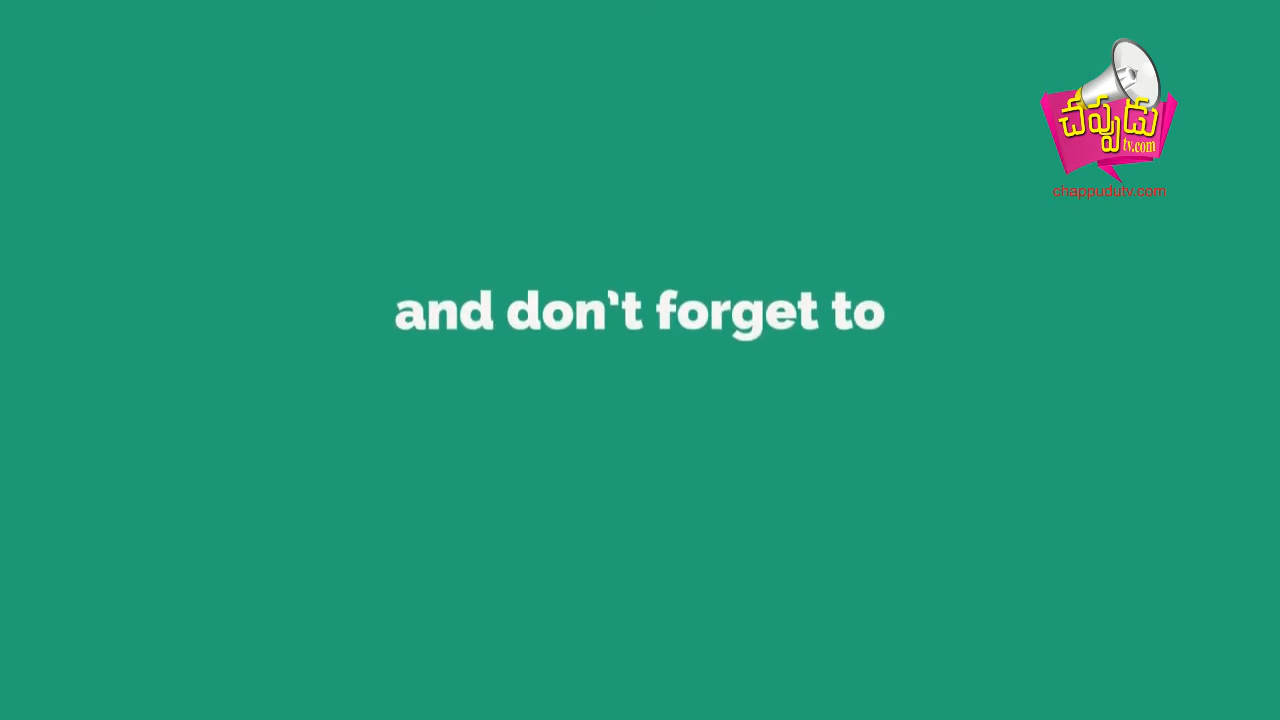 చప్పుడు
tv.com
chappudutv.com
and don't forget to